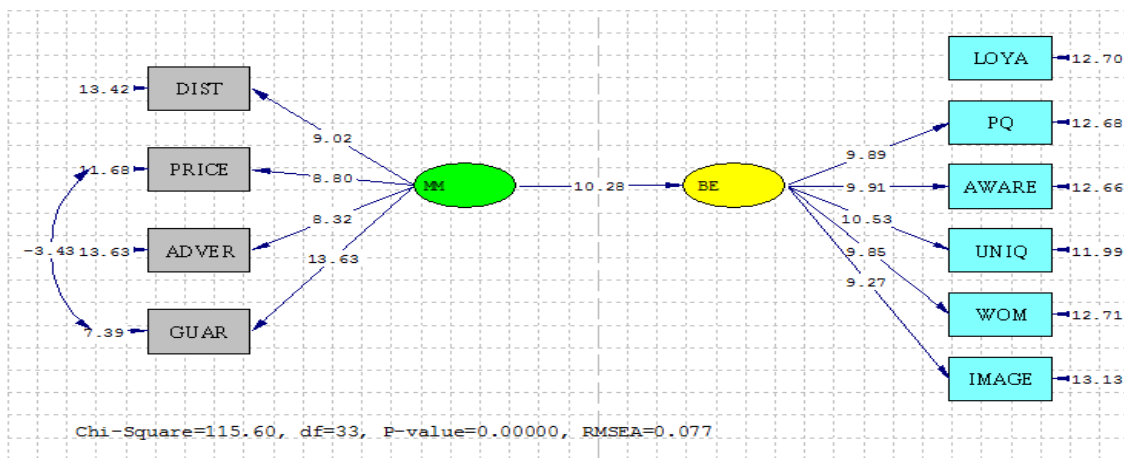 LOYA
12.70
13.42
DIST
PQ
12.68
9.02
9.89
11.68
PRICE
8.80
MM
10.28
BE
9.91
AWARE
12.66
8.32
10.53
-3.43
13.63
ADVER
13.63
9.85
UNIQ
11.99
9.27
7.39
GUAR
WOM
12.71
IMAGE
13.13
Chi-Square=115.60, df=33, P-value=0.00000, RMSEA=0.077